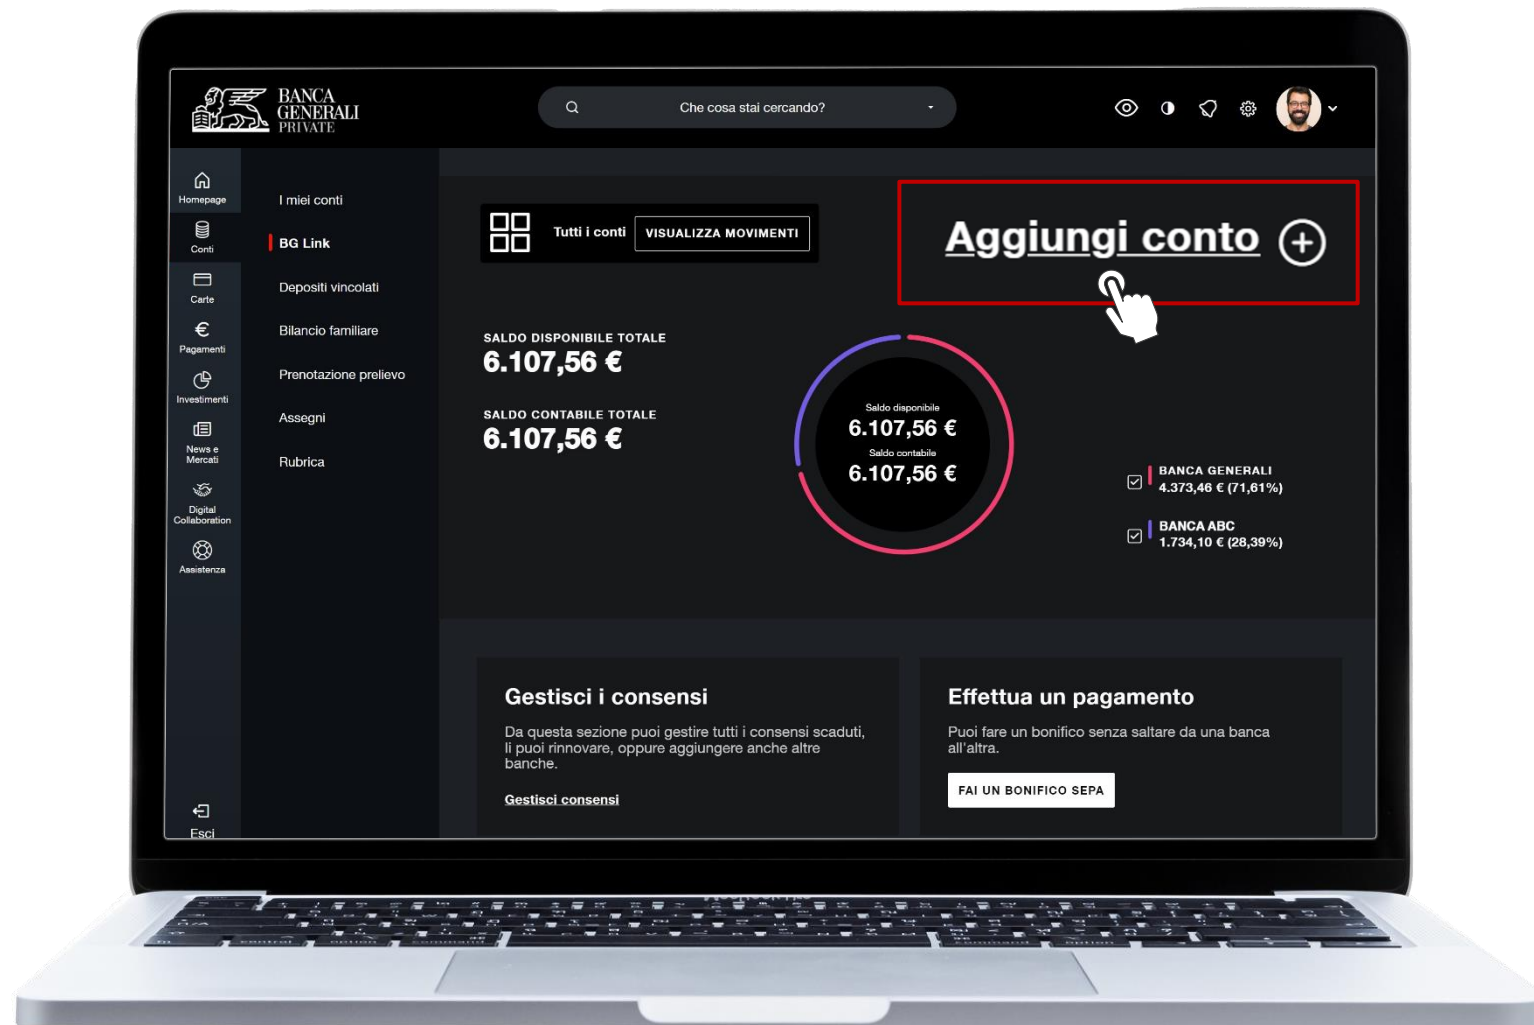 BANCA
GENERALI
PRIVATE
Che cosa stai cercando?
Homepage
Conti
Carte
€
Pagamenti
Investimenti
News e
Mercati
Digital
Collaboration
Assistenza
Esci
I miei conti
BG Link
Depositi vincolati
Bilancio familiare
Prenotazione prelievo
Assegni
Rubrica
Tutti i conti
VISUALIZZA MOVIMENTI
Aggiungi conto
SALDO DISPONIBILE TOTALE
6.107,56 €
SALDO CONTABILE TOTALE
6.107,56 €
Saldo disponibile
6.107,56 €
Saldo contabile
6.107,56 €
BANCA GENERALI
4.373,46 € (71,61%)
BANCA ABC
1.734,10 € (28,39%)
Gestisci i consensi
Da questa sezione puoi gestire tutti i consensi scaduti,
li puoi rinnovare, oppure aggiungere anche altre
banche.
Gestisci consensi
Effettua un pagamento
Puoi fare un bonifico senza saltare da una banca
all'altra.
FAI UN BONIFICO SEPA
control
option
command
command
option